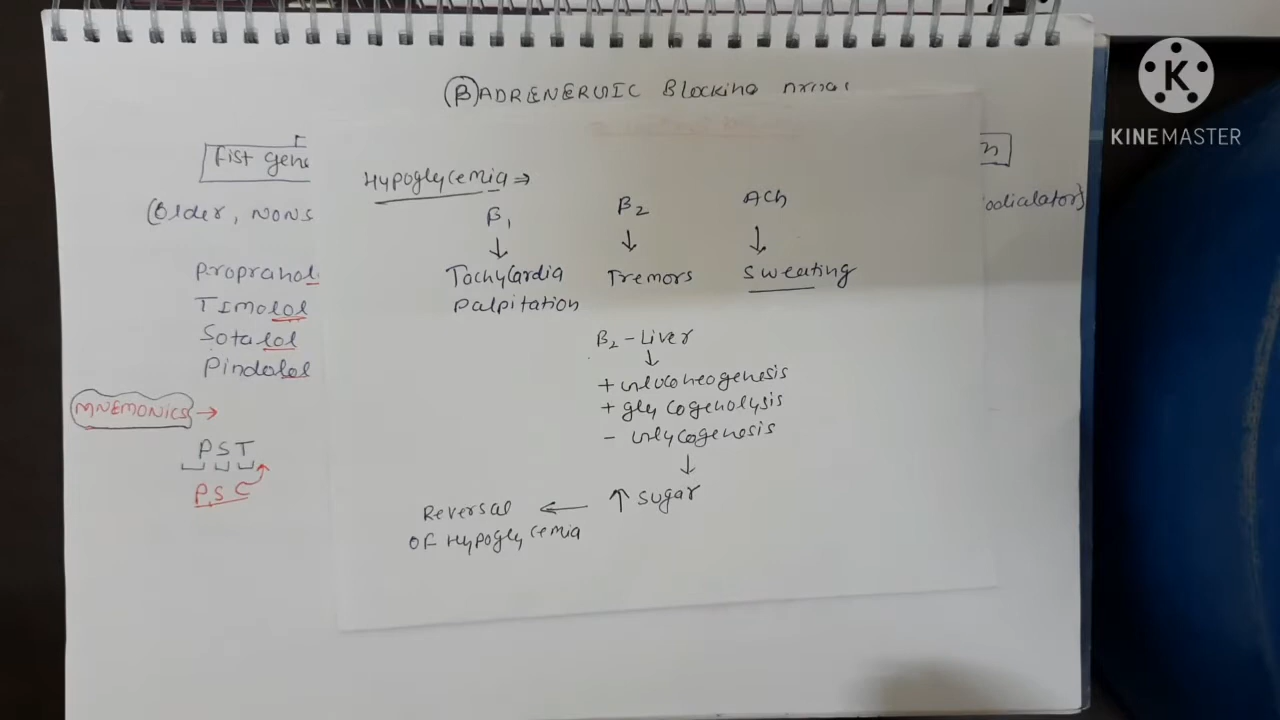 (β) ADRENERGIC Blocking
Fist gene
(Older, NONS
Propranol
TImolol
Sotalol
Pindolol
MNEMONICS →
PST
PSC
odialator)
Hypoglycemia ⇒
β1 β2 ACh
↓ ↓ ↓
Tachycardia Tremors Sweating
Palpitation
β2 - Liver
↓
+ Gluconeogenesis
+ glycogenolysis
- Glycogenesis
↓
Reversal ← ↑ Sugar
OF Hypoglycemia
K
KINEMASTER